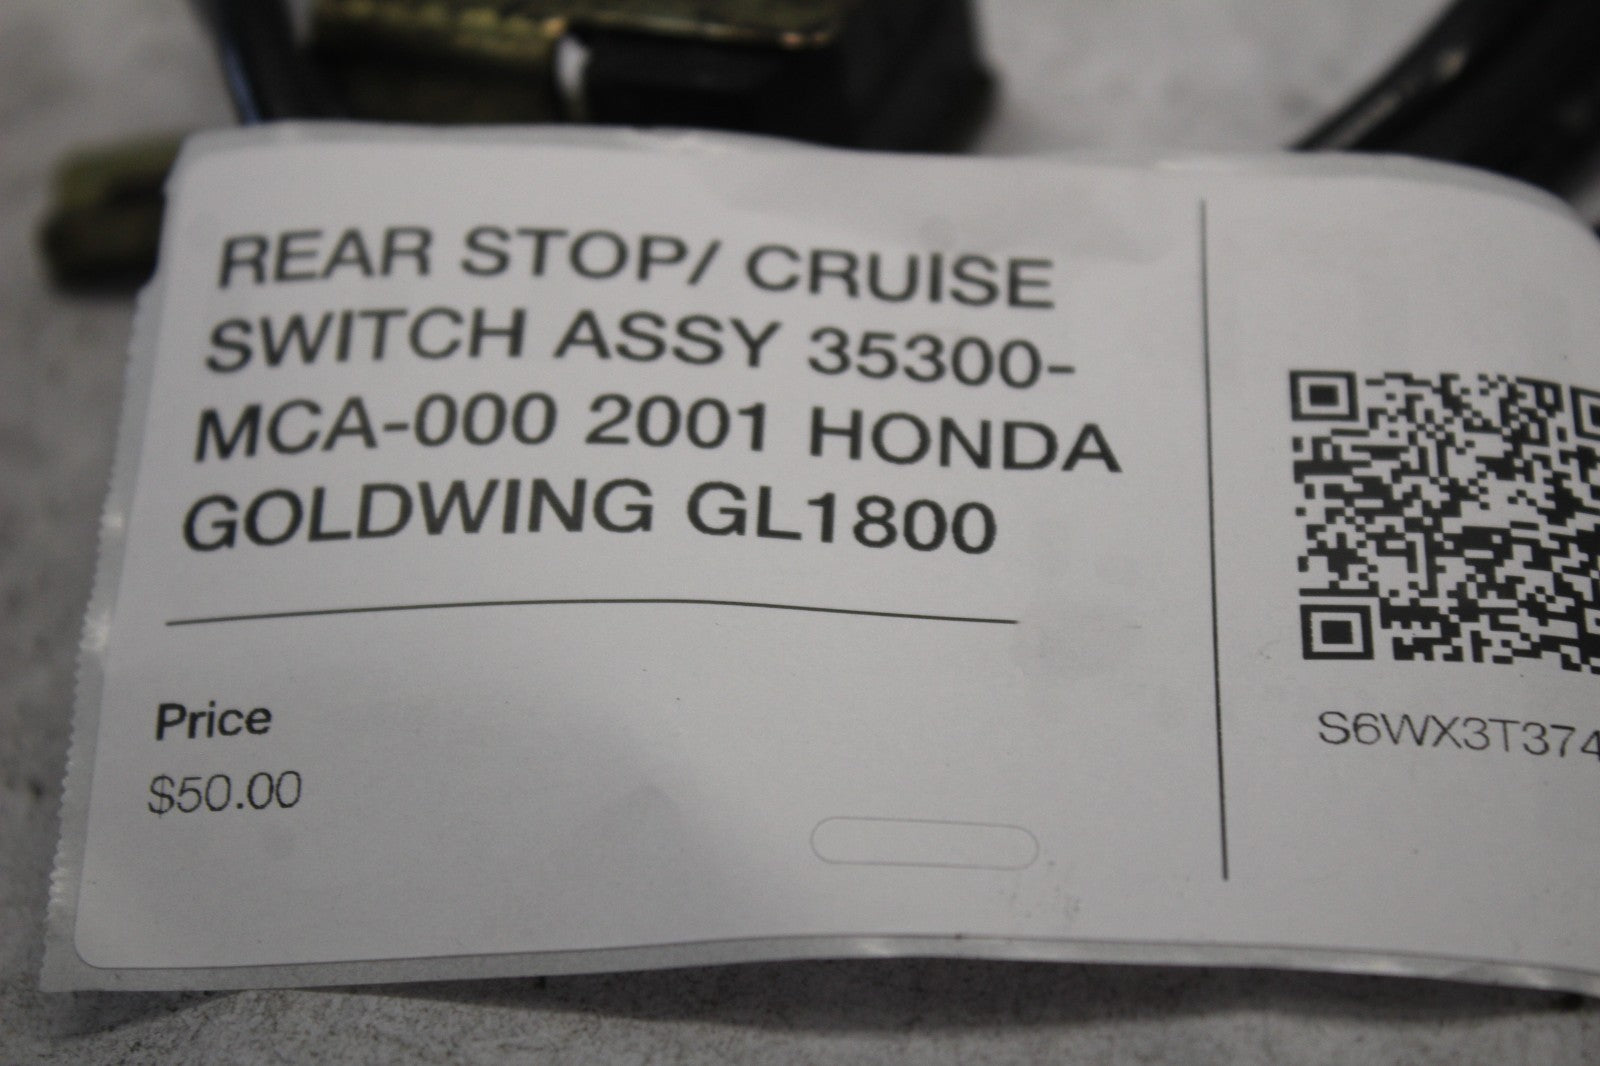 REAR STOP/ CRUISE
SWITCH ASSY 35300-
MCA-000 2001 HONDA
GOLDWING GL1800
Price
$50.00
S6WX3T374